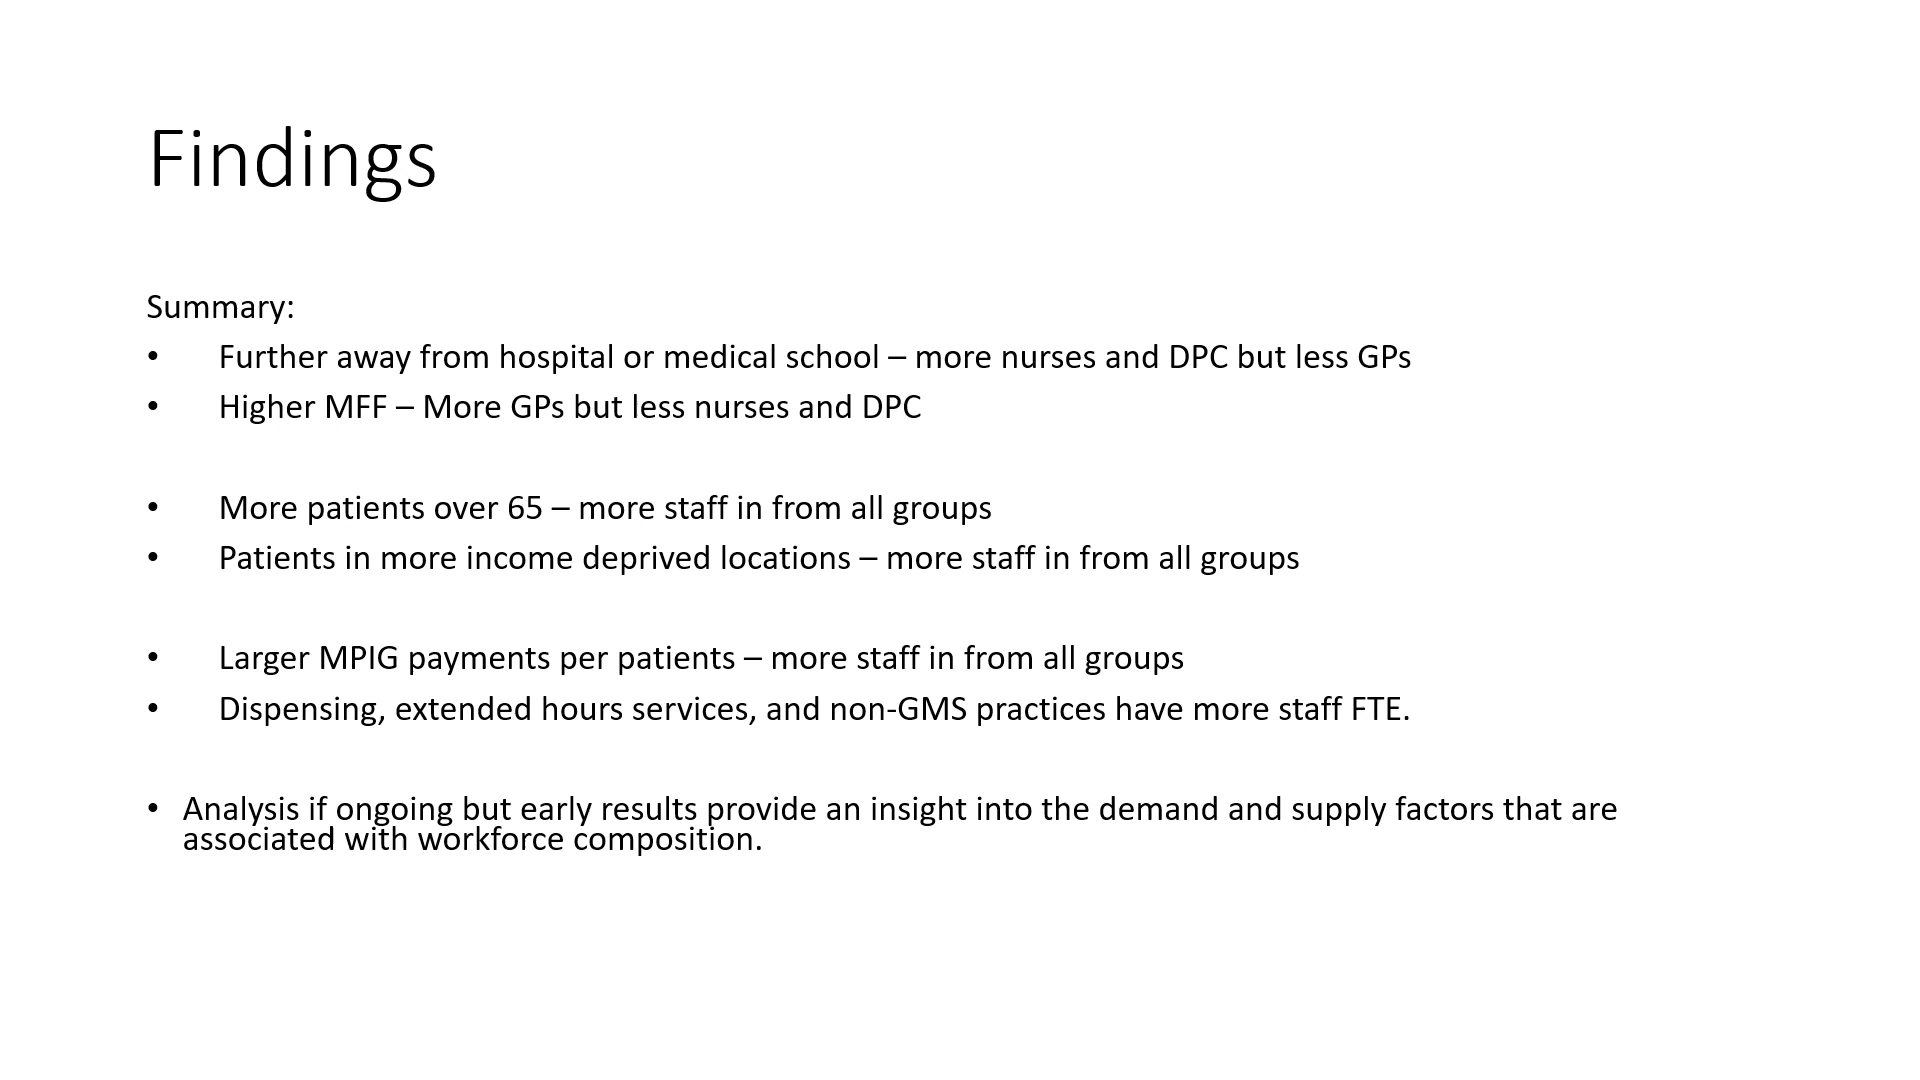 Findings
Summary:
• Further away from hospital or medical school – more nurses and DPC but less GPs
• Higher MFF – More GPs but less nurses and DPC
• More patients over 65 – more staff in from all groups
• Patients in more income deprived locations – more staff in from all groups
• Larger MPIG payments per patients – more staff in from all groups
• Dispensing, extended hours services, and non-GMS practices have more staff FTE.
• Analysis if ongoing but early results provide an insight into the demand and supply factors that are
associated with workforce composition.